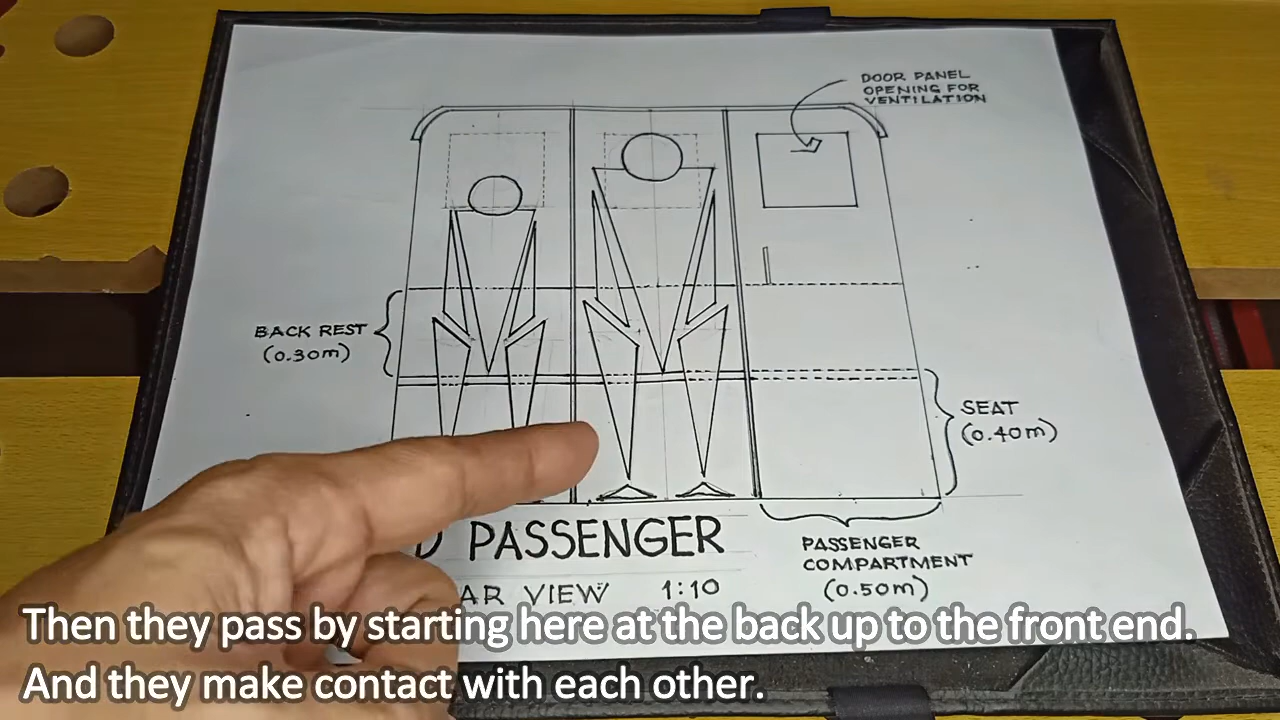 DOOR PANEL
OPENING FOR
VENTILATION
BACK REST
(0.30m)
SEAT
(0.40m)
PASSENGER
PASSENGER
COMPARTMENT
(0.50m)
VIEW 1:10
Then they pass by starting here at the back up to the front end.
And they make contact with each other.